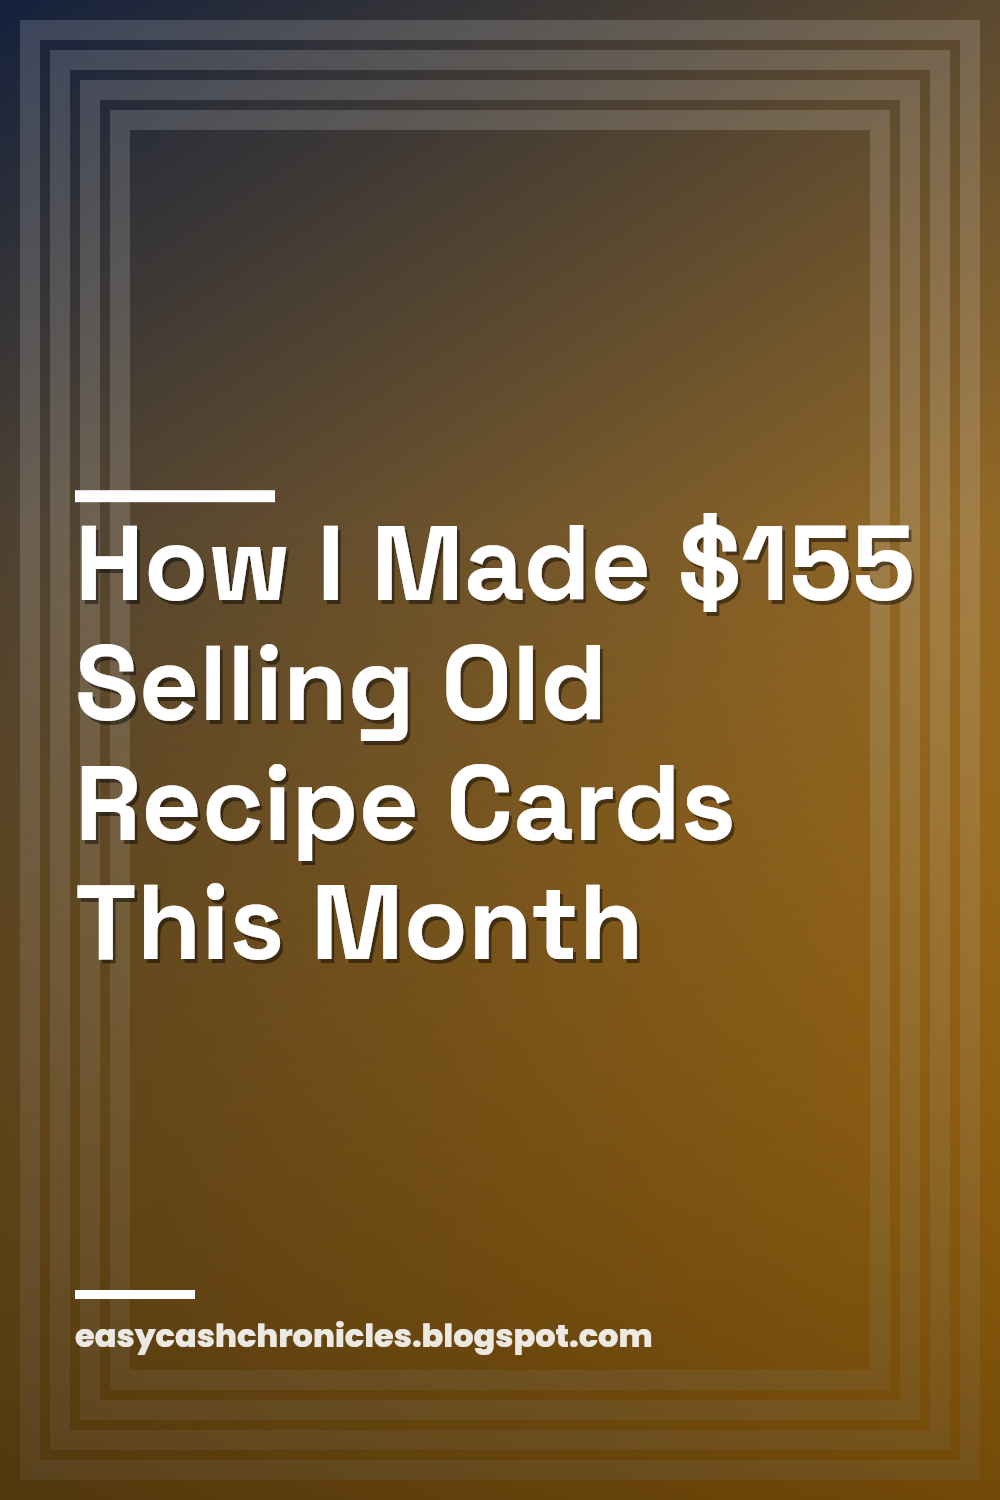 How I Made $155
Selling Old
Recipe Cards
This Month
easycashchronicles.blogspot.com